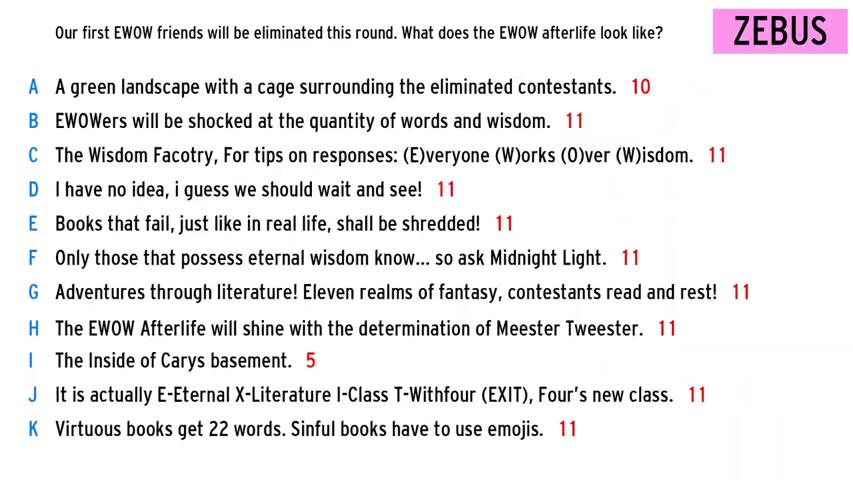 Our first EWOW friends will be eliminated this round. What does the EWOW afterlife look like?
ZEBUS
A A green landscape with a cage surrounding the eliminated contestants. 10
B EWOWers will be shocked at the quantity of words and wisdom. 11
C The Wisdom Facotry, For tips on responses: (E)veryone (W)orks (O)ver (W)isdom. 11
D I have no idea, i guess we should wait and see! 11
E Books that fail, just like in real life, shall be shredded! 11
F Only those that possess eternal wisdom know... so ask Midnight Light. 11
G Adventures through literature! Eleven realms of fantasy, contestants read and rest! 11
H The EWOW Afterlife will shine with the determination of Meester Tweester. 11
I The Inside of Carys basement. 5
J It is actually E-Eternal X-Literature I-Class T-Withfour (EXIT), Four's new class. 11
K Virtuous books get 22 words. Sinful books have to use emojis. 11